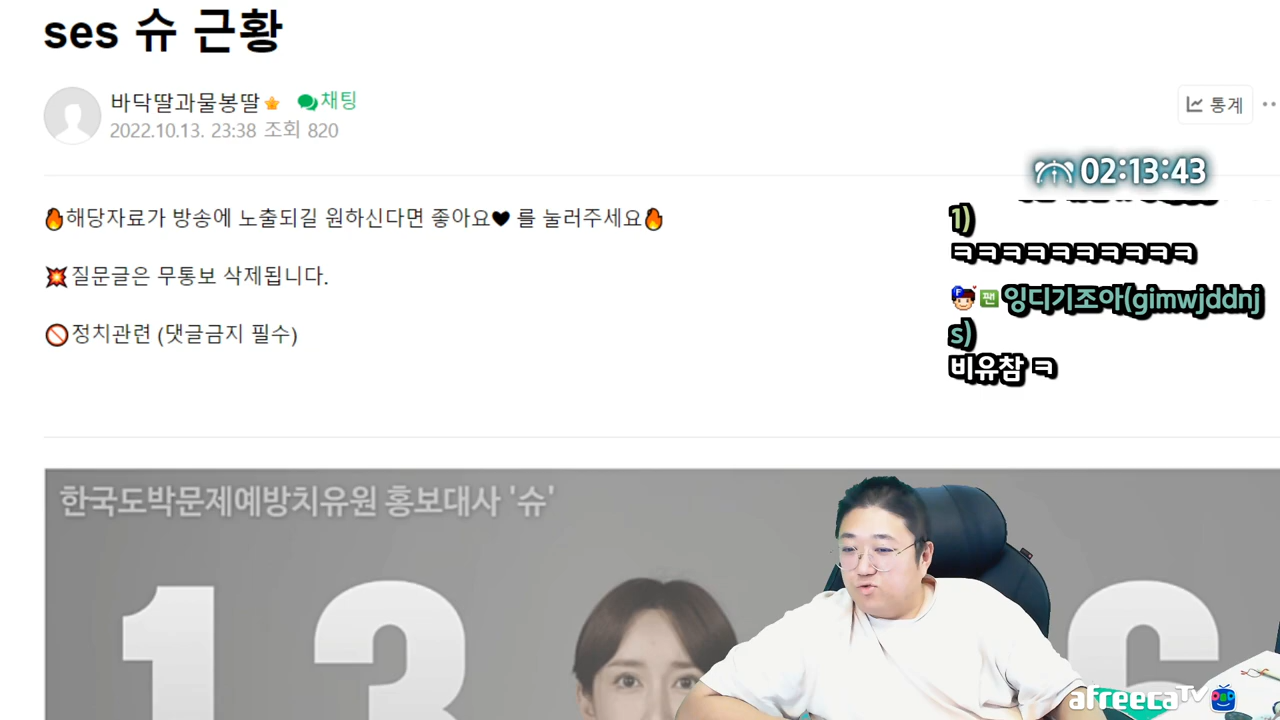 ses 슈 근황
바닥딸과물봉딸
채팅
2022.10.13. 23:38 조회 820
통계
02:13:43
🔥해당자료가 방송에 노출되길 원하신다면 좋아요🖤 를 눌러주세요🔥
1)
ㅋㅋㅋㅋㅋㅋㅋㅋㅋㅋ
💥질문글은 무통보 삭제됩니다.
F 팬 잉디기조아(gimwjddnj
s)
🚫정치관련 (댓글금지 필수)
비유참 ㅋ
한국도박문제예방치유원 홍보대사 '슈'
1 3 6
afreecaTV